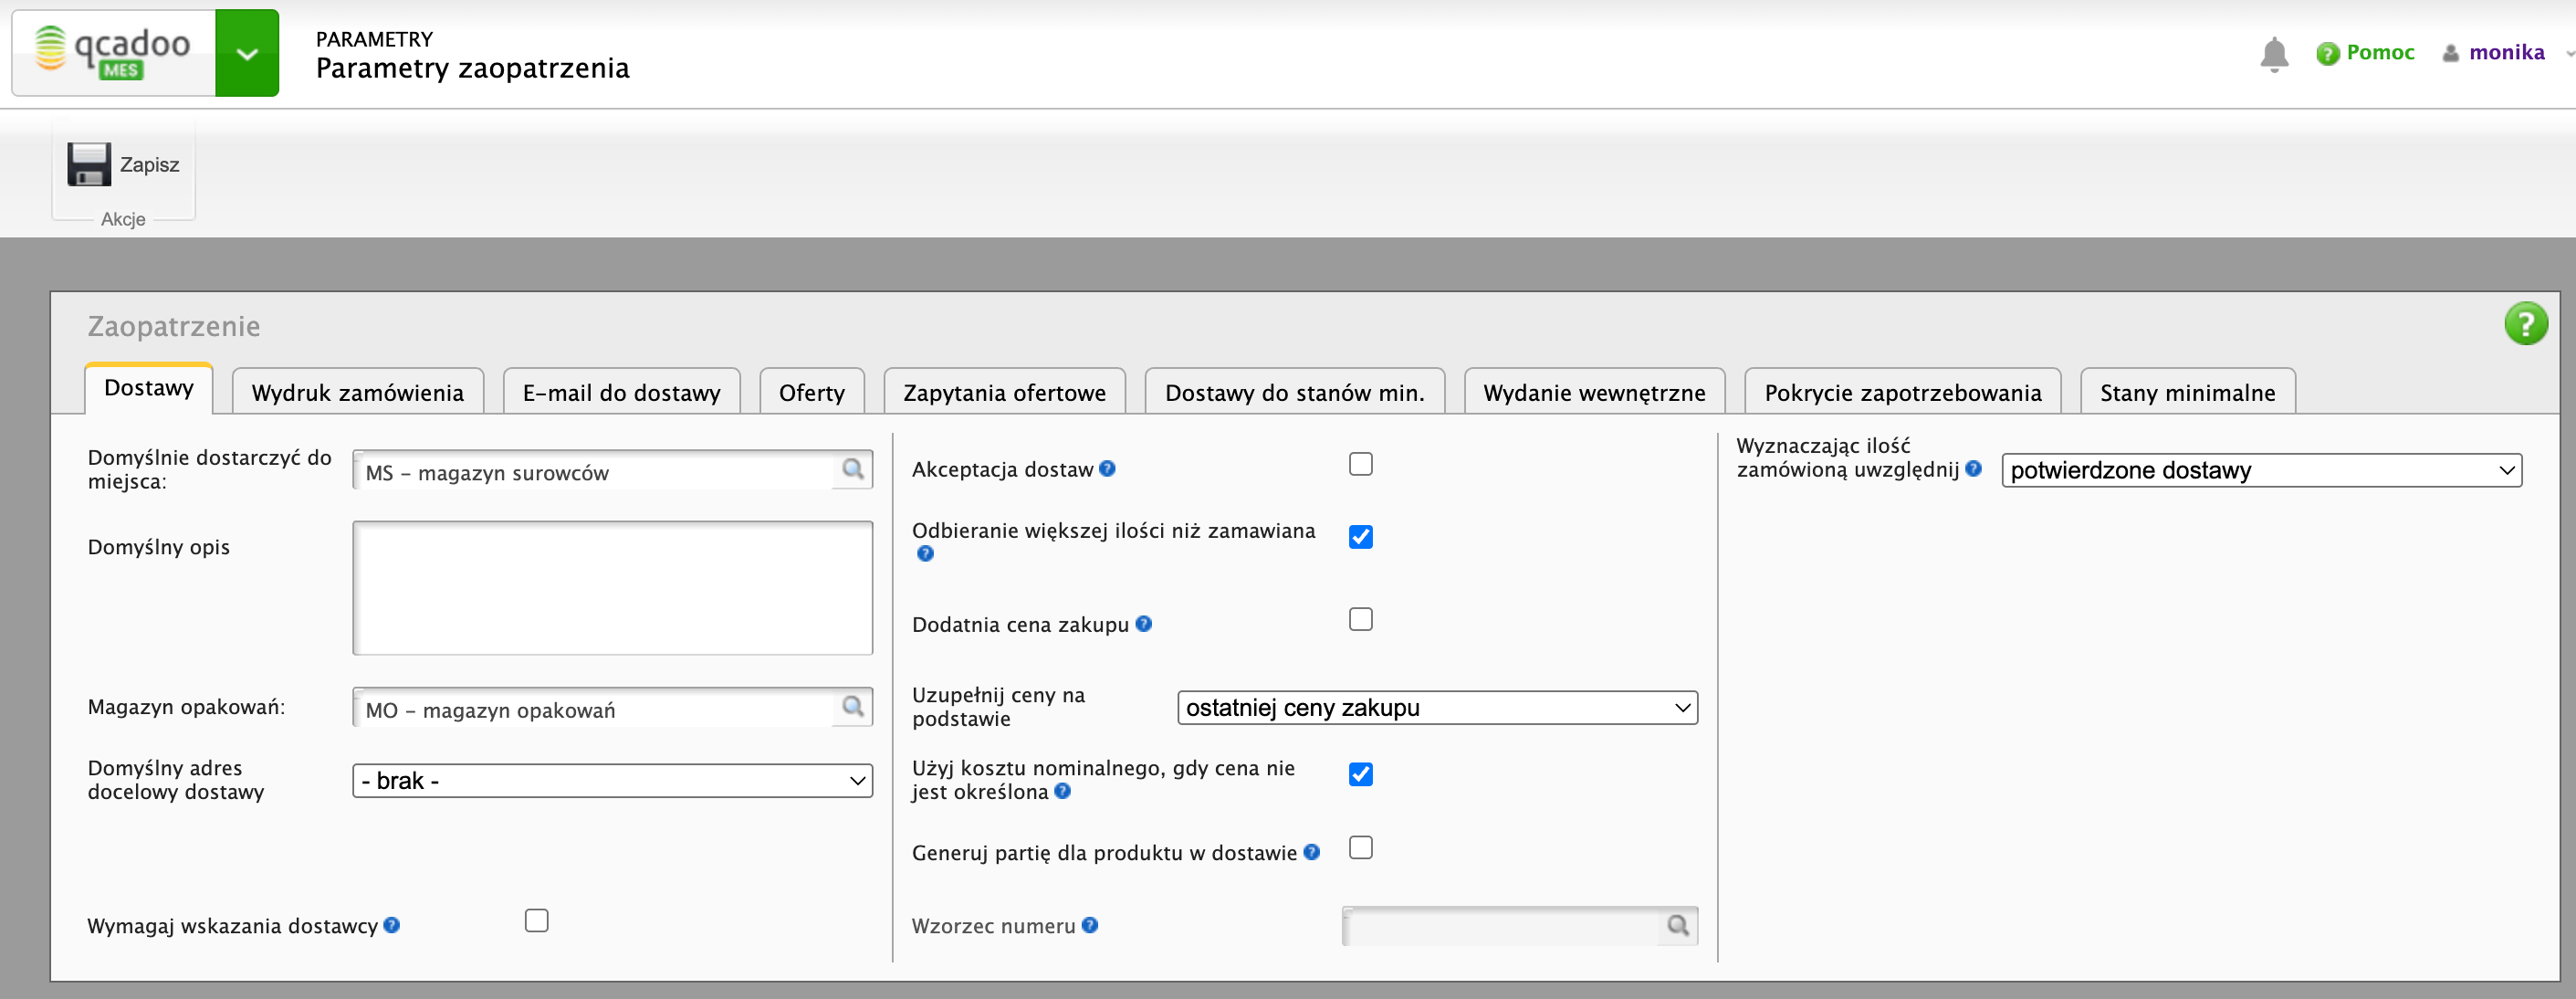 qcadoo
MES
PARAMETRY
Parametry zaopatrzenia
Pomoc
monika
Zapisz
Akcje
Zaopatrzenie
Dostawy
Wydruk zamówienia
E-mail do dostawy
Oferty
Zapytania ofertowe
Dostawy do stanów min.
Wydanie wewnętrzne
Pokrycie zapotrzebowania
Stany minimalne
Domyślnie dostarczyć do
miejsca:
MS – magazyn surowców
Domyślny opis
Magazyn opakowań:
MO – magazyn opakowań
Domyślny adres
docelowy dostawy
- brak -
Wymagaj wskazania dostawcy
Akceptacja dostaw
Odbieranie większej ilości niż zamawiana
Dodatnia cena zakupu
Uzupełnij ceny na
podstawie
ostatniej ceny zakupu
Użyj kosztu nominalnego, gdy cena nie
jest określona
Generuj partię dla produktu w dostawie
Wzorzec numeru
Wyznaczając ilość
zamówioną uwzględnij
potwierdzone dostawy